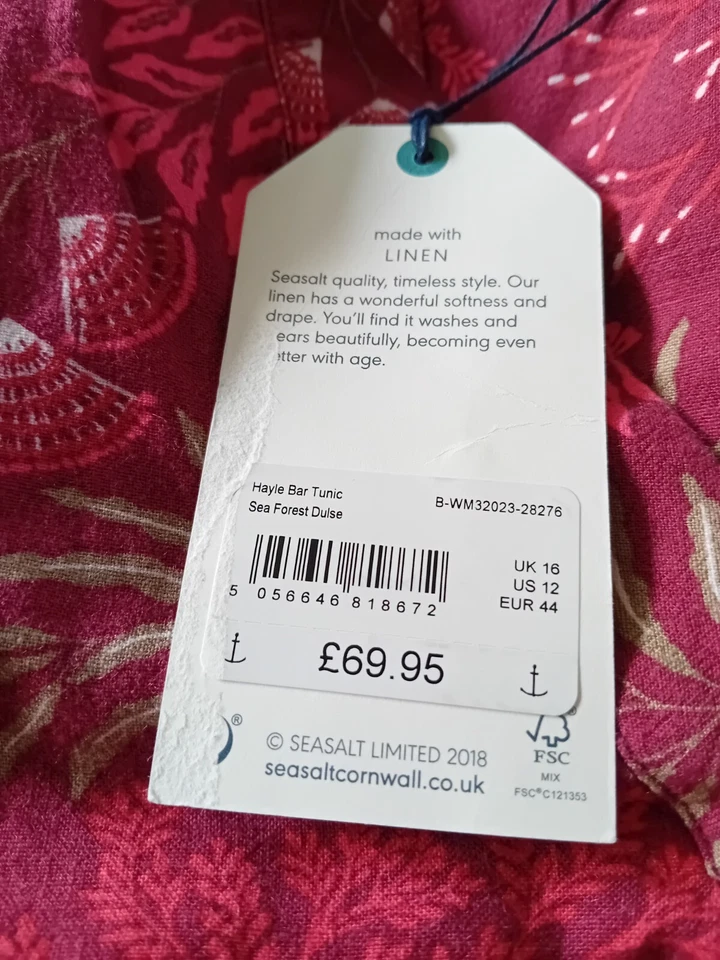 made with
LINEN
Seasalt quality, timeless style. Our
linen has a wonderful softness and
drape. You'll find it washes and
ears beautifully, becoming even
tter with age.
Hayle Bar Tunic
B-WM32023-28276
Sea Forest Dulse
UK 16
US 12
EUR 44
5 056646 818672
£69.95
®
© SEASALT LIMITED 2018
seasaltcornwall.co.uk
®
FSC
MIX
FSC®C121353